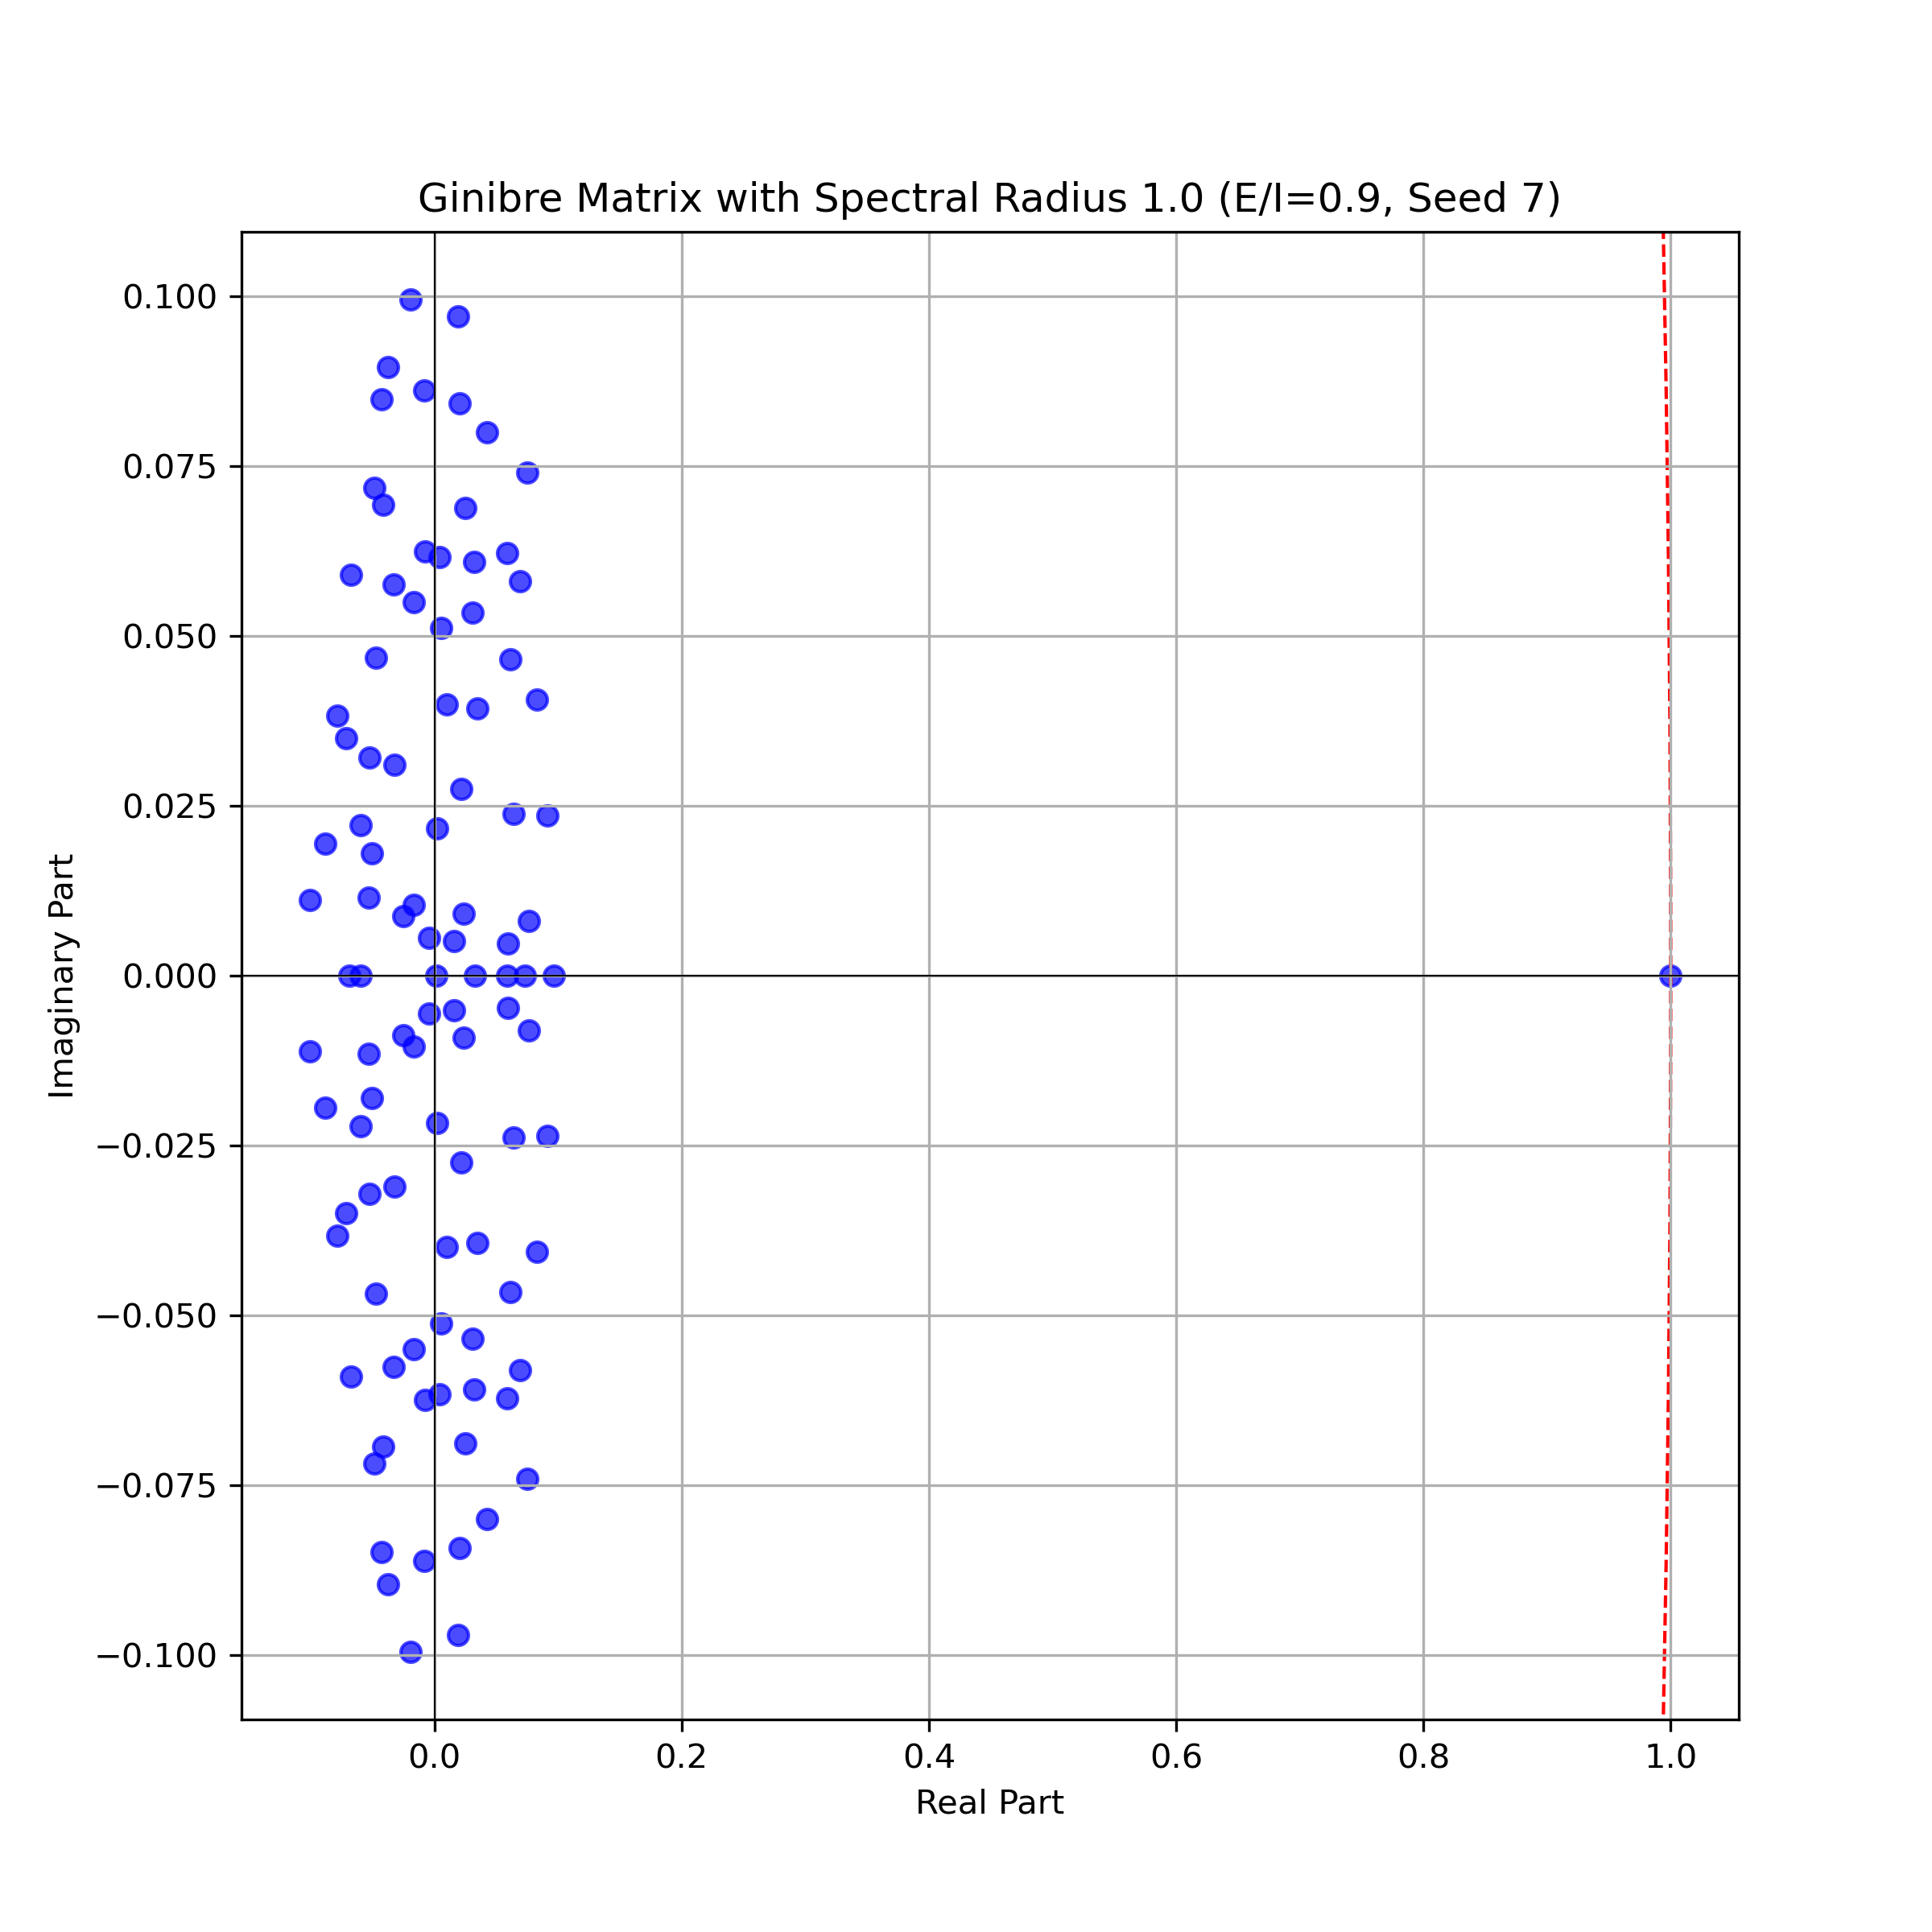 Ginibre Matrix with Spectral Radius 1.0 (E/I=0.9, Seed 7)
0.100
0.075
0.050
0.025
0.000
−0.025
−0.050
−0.075
−0.100
Imaginary Part
0.0 0.2 0.4 0.6 0.8 1.0
Real Part